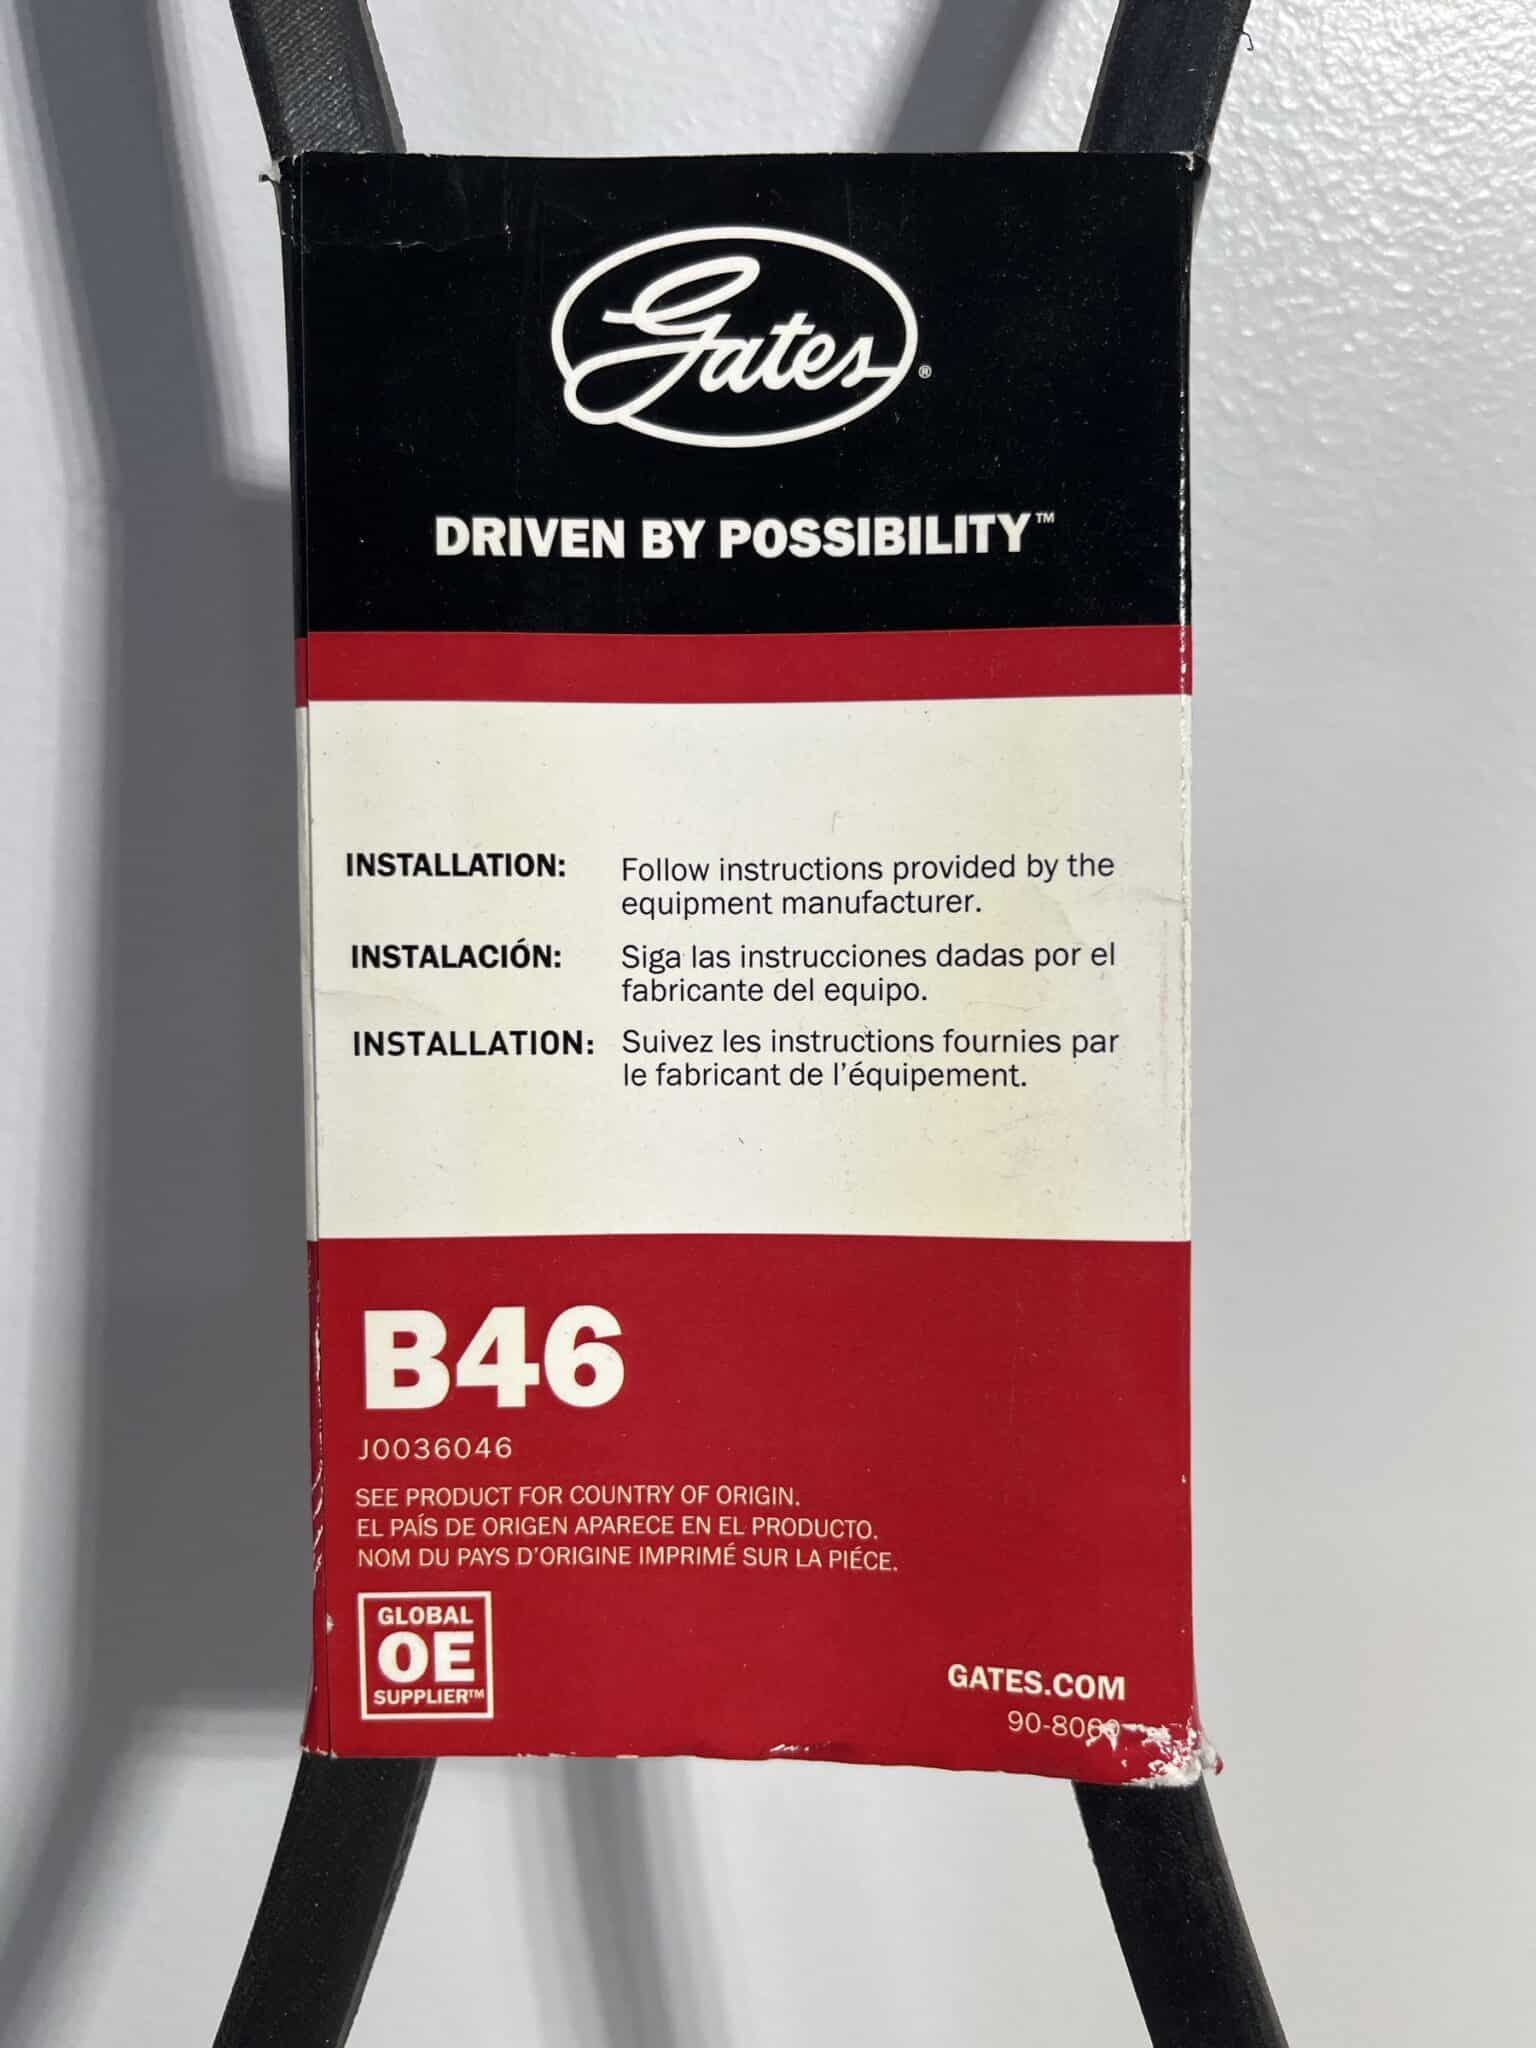 Gates®
DRIVEN BY POSSIBILITY™
INSTALLATION: Follow instructions provided by the
equipment manufacturer.
INSTALACIÓN: Siga las instrucciones dadas por el
fabricante del equipo.
INSTALLATION: Suivez les instructions fournies par
le fabricant de l'équipement.
B46
J0036046
SEE PRODUCT FOR COUNTRY OF ORIGIN.
EL PAÍS DE ORIGEN APARECE EN EL PRODUCTO.
NOM DU PAYS D'ORIGINE IMPRIMÉ SUR LA PIÉCE.
GLOBAL
OE
SUPPLIER™
GATES.COM